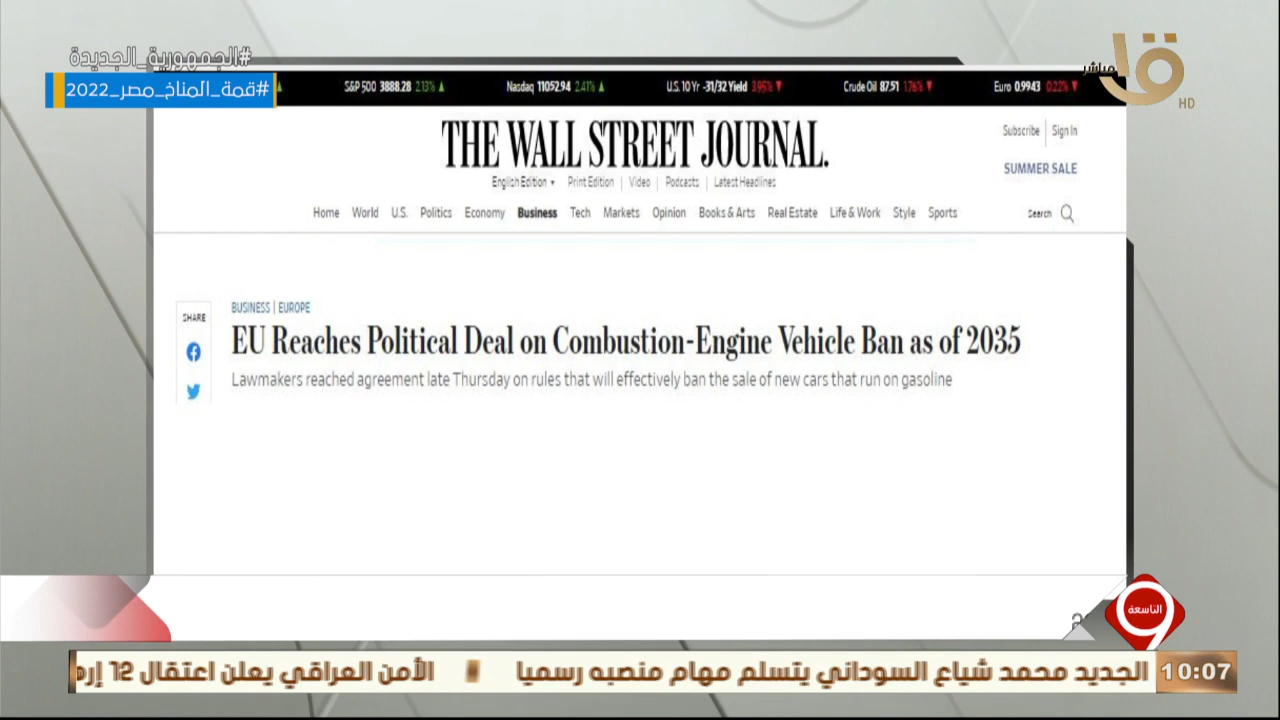 #الجمهورية_الجديدة
#قمة_المناخ_مصر_2022
مباشر
HD
S&P 500 3888.28 2.13% ▲
Nasdaq 11052.94 2.41% ▲
U.S. 10 Yr -31/32 Yield 3.95% ▼
Crude Oil 87.51 1.76% ▼
Euro 0.9943 0.22% ▼
THE WALL STREET JOURNAL.
Subscribe | Sign In
SUMMER SALE
English Edition ▾ Print Edition | Video | Podcasts | Latest Headlines
Home World U.S. Politics Economy Business Tech Markets Opinion Books & Arts Real Estate Life & Work Style Sports Search
SHARE
BUSINESS | EUROPE
EU Reaches Political Deal on Combustion-Engine Vehicle Ban as of 2035
Lawmakers reached agreement late Thursday on rules that will effectively ban the sale of new cars that run on gasoline
التاسعة
9
10:07
الجديد محمد شياع السوداني يتسلم مهام منصبه رسميا
الأمن العراقي يعلن اعتقال 12